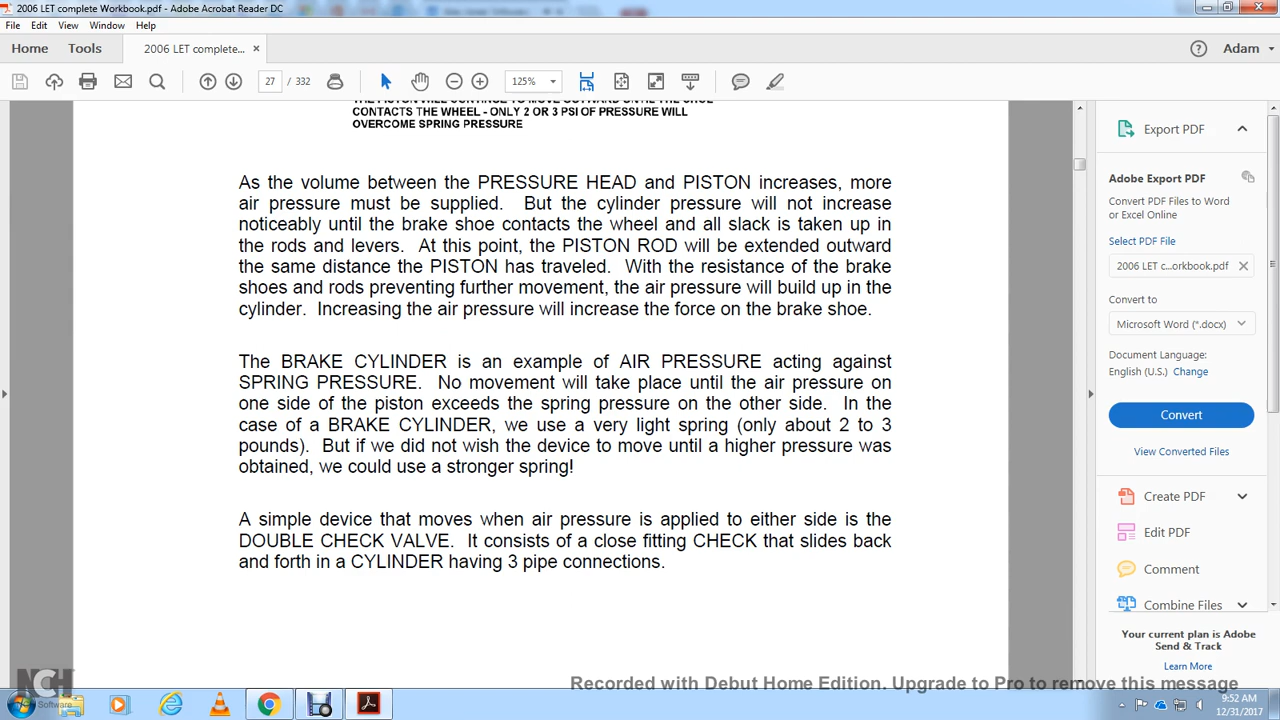 2006 LET complete Workbook.pdf - Adobe Acrobat Reader DC
File Edit View Window Help
Home Tools 2006 LET complete... × Adam
27 / 332 125%
THE PISTON WILL CONTINUE TO MOVE OUTWARD UNTIL THE SHOE
CONTACTS THE WHEEL - ONLY 2 OR 3 PSI OF PRESSURE WILL
OVERCOME SPRING PRESSURE
As the volume between the PRESSURE HEAD and PISTON increases, more
air pressure must be supplied. But the cylinder pressure will not increase
noticeably until the brake shoe contacts the wheel and all slack is taken up in
the rods and levers. At this point, the PISTON ROD will be extended outward
the same distance the PISTON has traveled. With the resistance of the brake
shoes and rods preventing further movement, the air pressure will build up in the
cylinder. Increasing the air pressure will increase the force on the brake shoe.
The BRAKE CYLINDER is an example of AIR PRESSURE acting against
SPRING PRESSURE. No movement will take place until the air pressure on
one side of the piston exceeds the spring pressure on the other side. In the
case of a BRAKE CYLINDER, we use a very light spring (only about 2 to 3
pounds). But if we did not wish the device to move until a higher pressure was
obtained, we could use a stronger spring!
A simple device that moves when air pressure is applied to either side is the
DOUBLE CHECK VALVE. It consists of a close fitting CHECK that slides back
and forth in a CYLINDER having 3 pipe connections.
Export PDF
Adobe Export PDF
Convert PDF Files to Word
or Excel Online
Select PDF File
2006 LET c...orkbook.pdf
Convert to
Microsoft Word (*.docx)
Document Language:
English (U.S.) Change
Convert
View Converted Files
Create PDF
Edit PDF
Comment
Combine Files
Your current plan is Adobe
Send & Track
Learn More
NCH
Software
Recorded with Debut Home Edition. Upgrade to Pro to remove this message
9:52 AM
12/31/2017